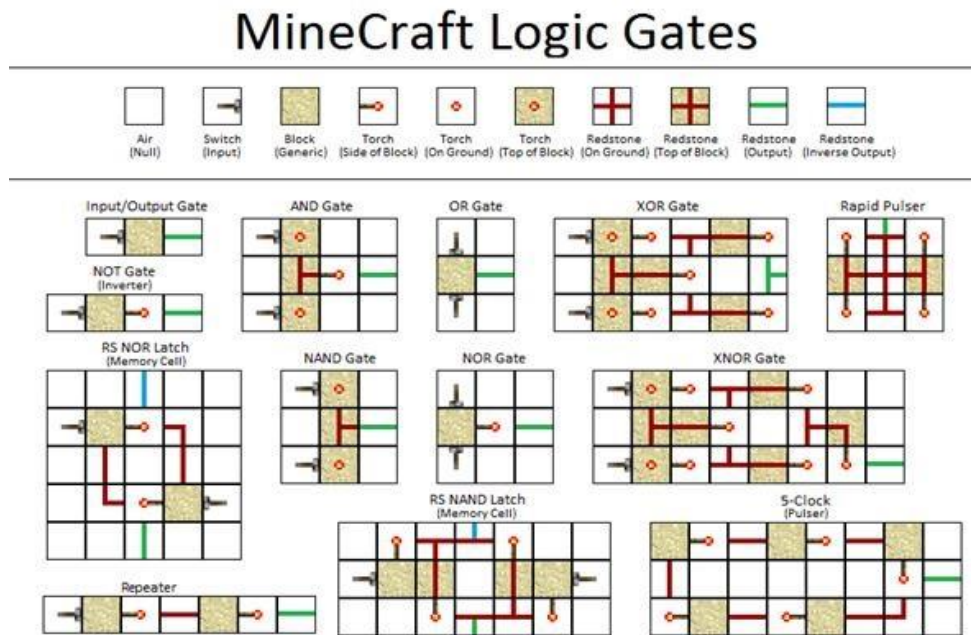 MineCraft Logic Gates
Air
(Null)
Switch
(Input)
Block
(Generic)
Torch
(Side of Block)
Torch
(On Ground)
Torch
(Top of Block)
Redstone
(On Ground)
Redstone
(Top of Block)
Redstone
(Output)
Redstone
(Inverse Output)
Input/Output Gate
AND Gate
OR Gate
XOR Gate
Rapid Pulser
NOT Gate
(Inverter)
RS NOR Latch
(Memory Cell)
NAND Gate
NOR Gate
XNOR Gate
RS NAND Latch
(Memory Cell)
5-Clock
(Pulser)
Repeater